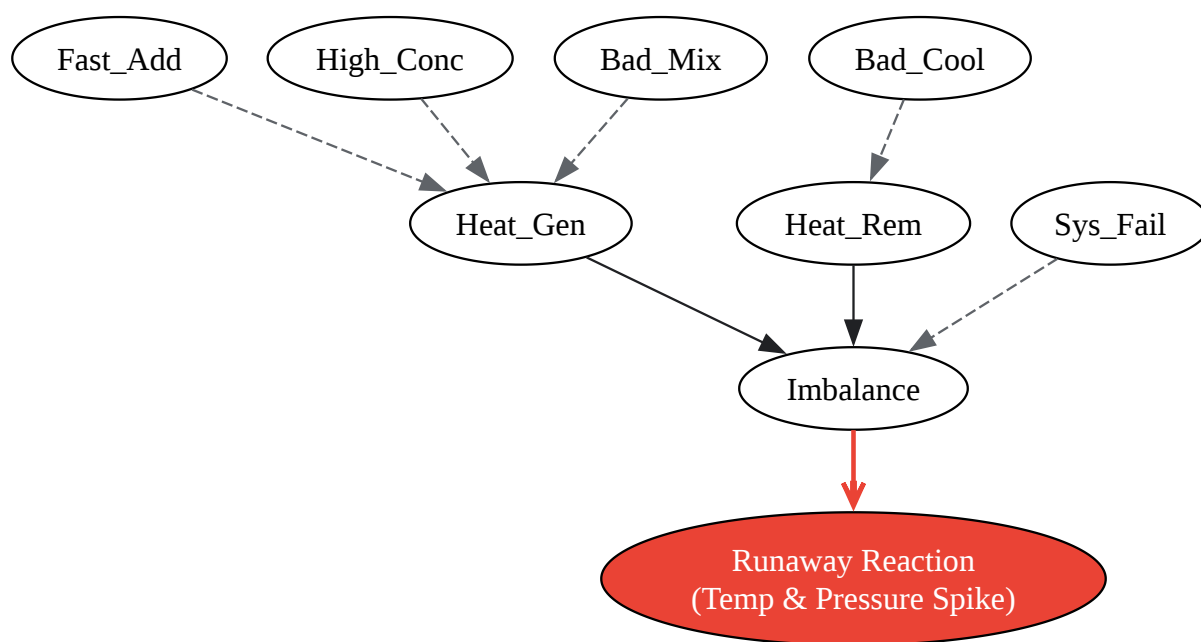 Fast_Add
High_Conc
Bad_Mix
Bad_Cool
Heat_Gen
Heat_Rem
Sys_Fail
Imbalance
Runaway Reaction
(Temp & Pressure Spike)